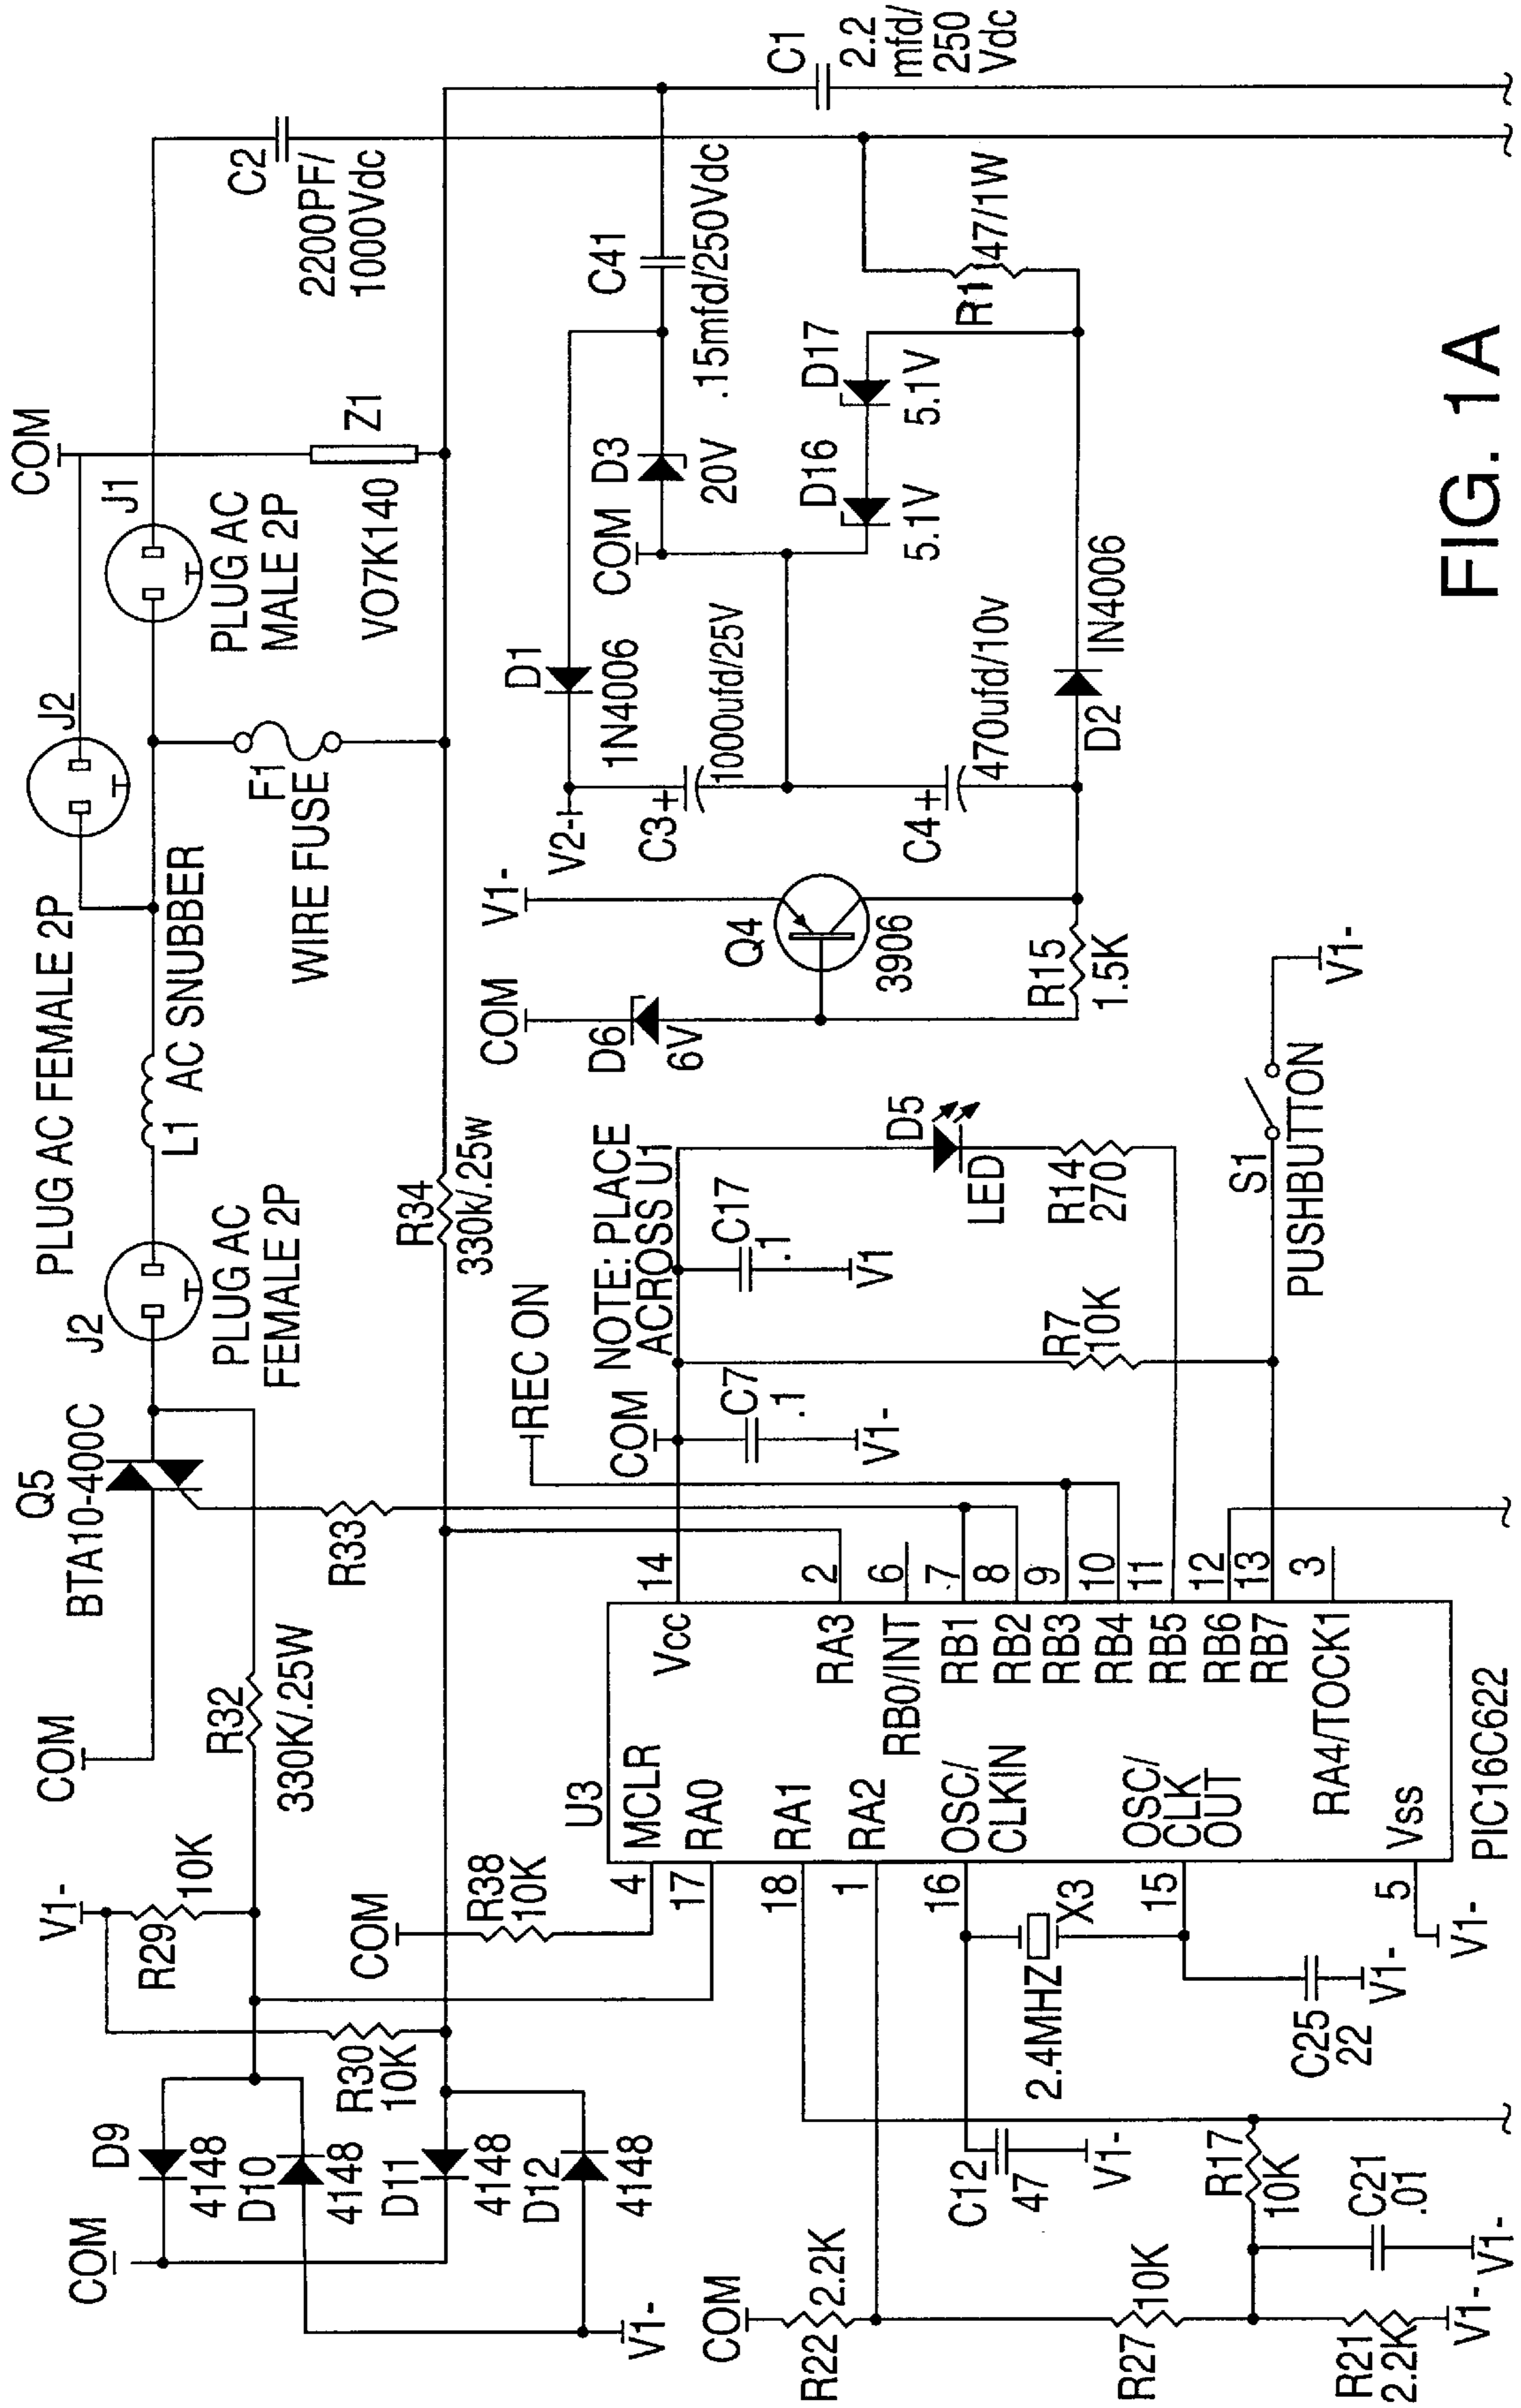 COM
D9
4148
D10
4148
D11
4148
D12
4148
V1-
V1-
R29
10K
R30
10K
R32
330K/.25W
COM
Q5
BTA10-400C
R33
J2
PLUG AC
FEMALE 2P
L1 AC SNUBBER
PLUG AC FEMALE 2P
J2
F1
WIRE FUSE
J1
PLUG AC
MALE 2P
COM
Z1
VO7K140
C2
2200PF/
1000Vdc
R34
330k/.25w
C1
2.2
mfd/
250
Vdc
COM
R38
10K
U3
MCLR
RA0
RA1
RA2
OSC/
CLKIN
OSC/
CLK
OUT
Vss
4
17
18
1
16
15
5
V1-
Vcc
RA3
RB0/INT
RB1
RB2
RB3
RB4
RB5
RB6
RB7
RA4/TOCK1
14
2
6
7
8
9
10
11
12
13
3
PIC16C622
REC ON
NOTE: PLACE
ACROSS U1
COM
C7
.1
V1-
C17
.1
V1
D5
LED
R14
270
R7
10K
S1
PUSHBUTTON
V1-
COM
D6
6V
V1-
Q4
3906
R15
1.5K
V2-
C3
+
1000ufd/25V
C4
+
470ufd/10v
D1
1N4006
D2
IN4006
COM
D3
20V
D16
5.1V
D17
5.1V
C41
.15mfd/250Vdc
R1
47/1W
COM
R22
2.2K
R27
10K
R21
2.2K
V1-
R17
10K
C21
.01
V1-
C12
47
V1-
2.4MHZ
X3
C25
22
V1-
FIG. 1A